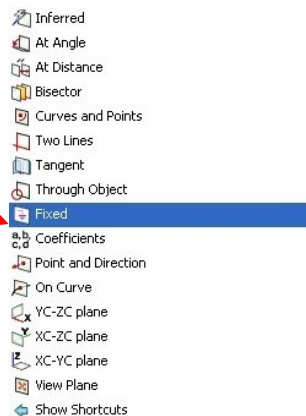 Inferred
At Angle
At Distance
Bisector
Curves and Points
Two Lines
Tangent
Through Object
Fixed
a,b, c,d Coefficients
Point and Direction
On Curve
X YC-ZC plane
Y XC-ZC plane
Z XC-YC plane
View Plane
Show Shortcuts